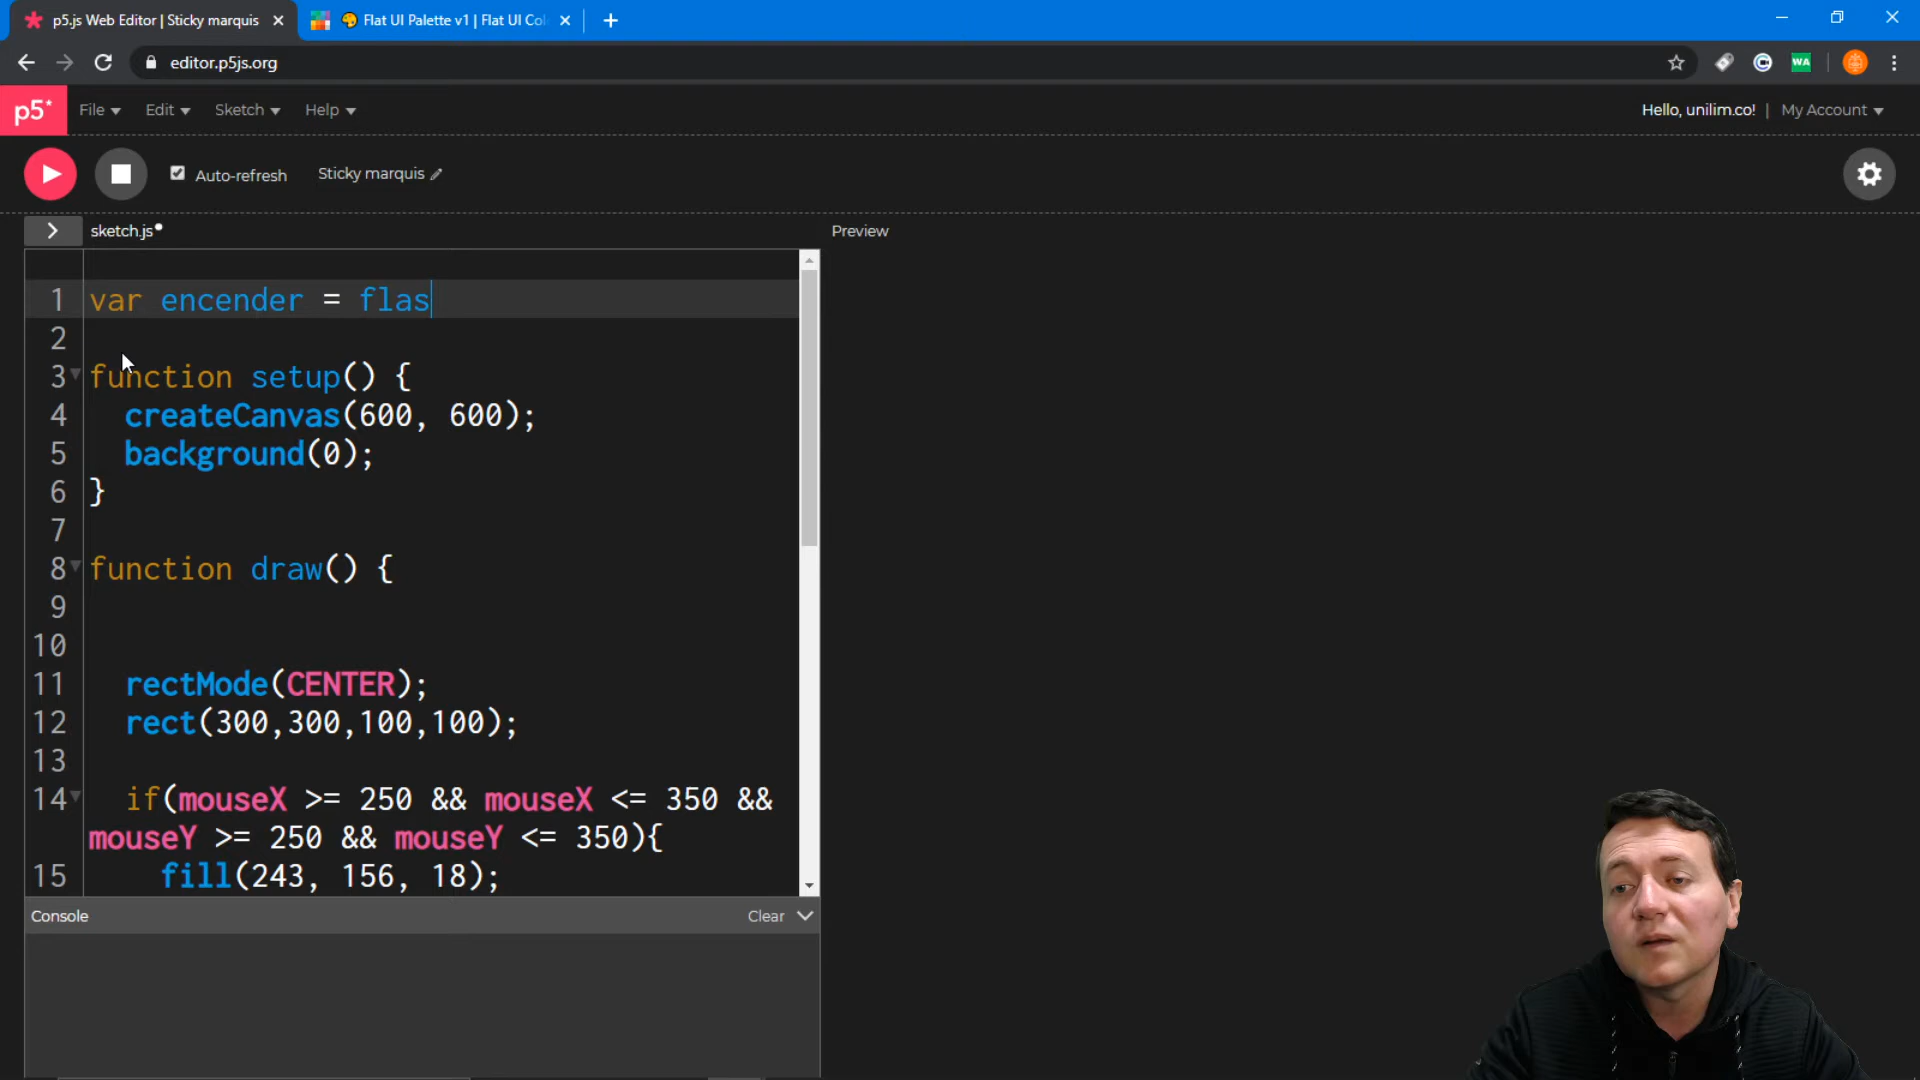 p5.js Web Editor | Sticky marquis
Flat UI Palette v1 | Flat UI Col
editor.p5js.org
WA
p5*
File
Edit
Sketch
Help
Hello, unilim.co!
|
My Account
Auto-refresh
Sticky marquis
sketch.js
Preview
1 var encender = flas
2
3 function setup() {
4 createCanvas(600, 600);
5 background(0);
6 }
7
8 function draw() {
9
10
11 rectMode(CENTER);
12 rect(300,300,100,100);
13
14 if(mouseX >= 250 && mouseX <= 350 &&
mouseY >= 250 && mouseY <= 350){
15 fill(243, 156, 18);
Console
Clear